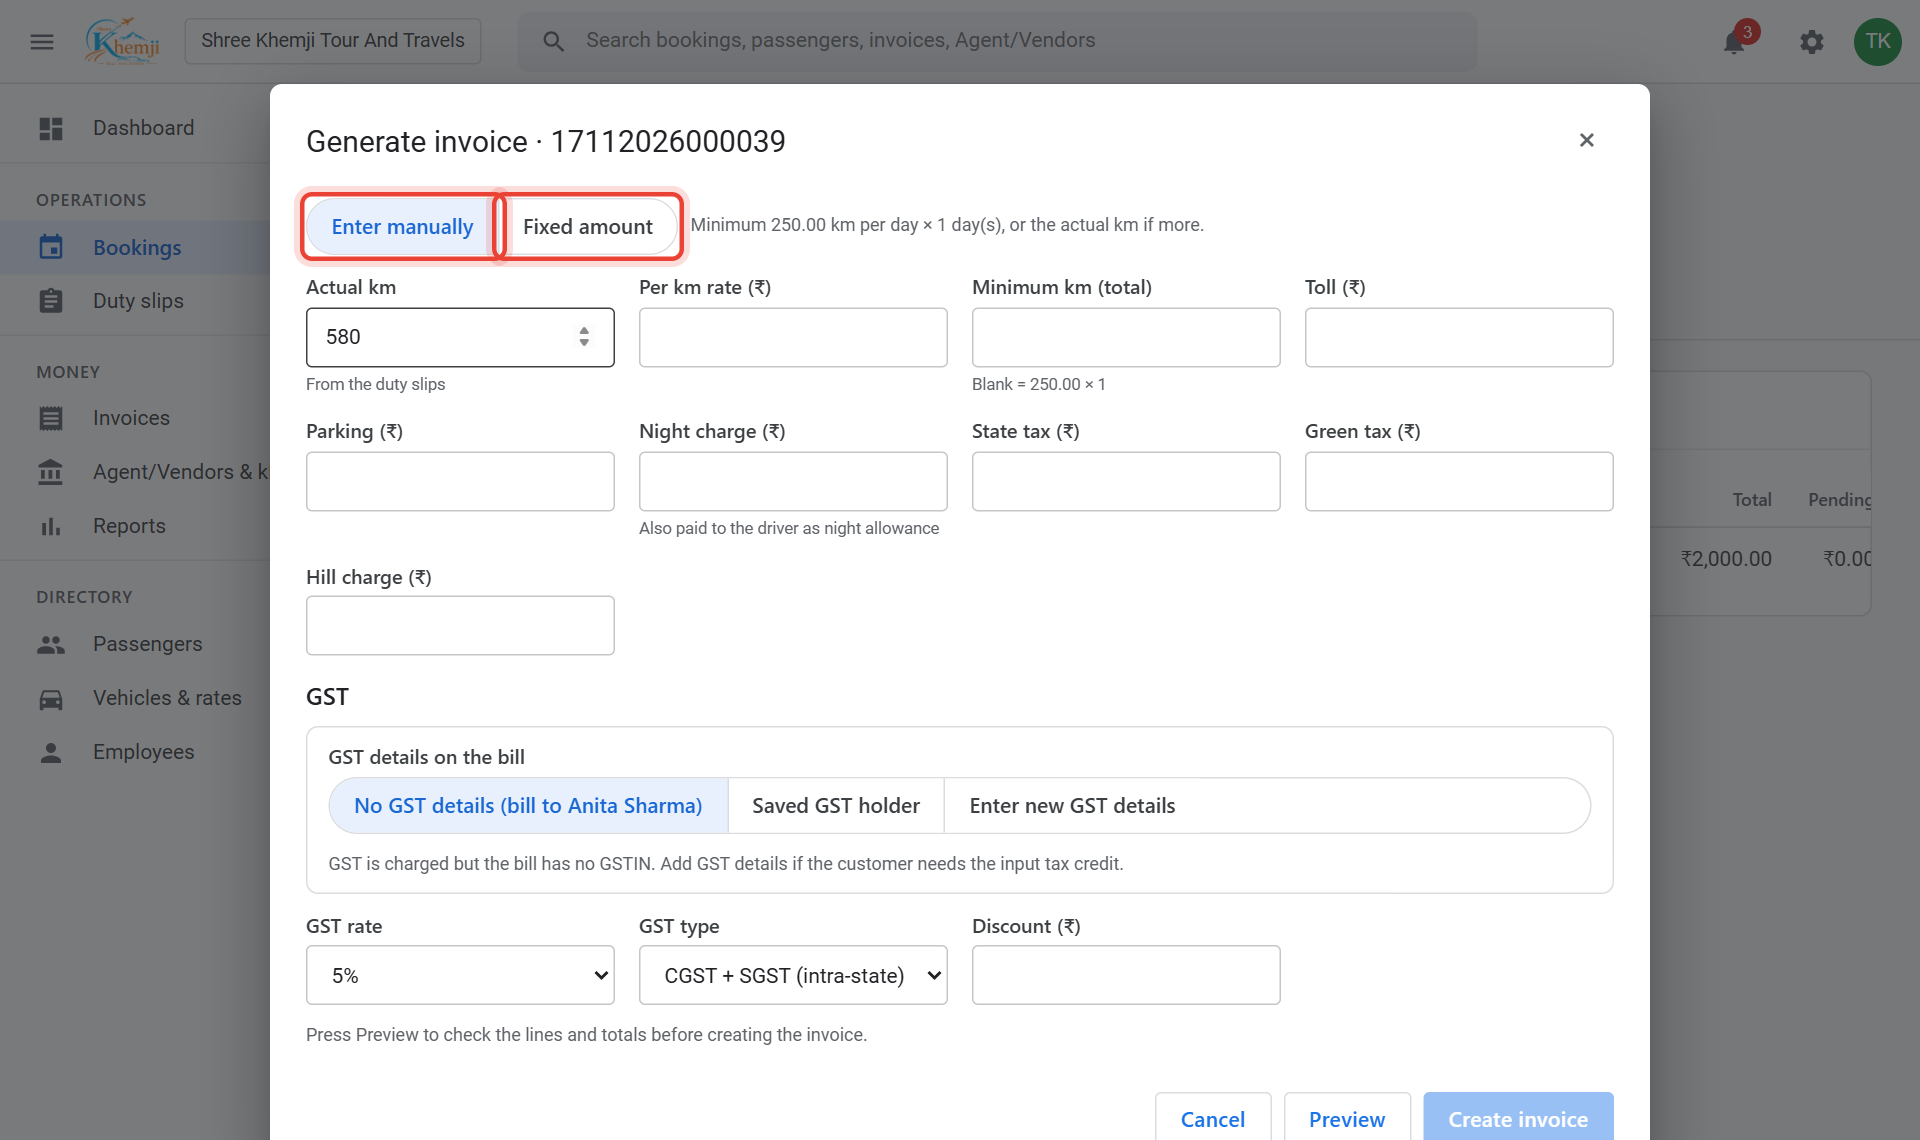 Khemji
Shree Khemji Tour And Travels
Search bookings, passengers, invoices, Agent/Vendors
3
TK
Dashboard
OPERATIONS
Bookings
Duty slips
MONEY
Invoices
Agent/Vendors & k
Reports
DIRECTORY
Passengers
Vehicles & rates
Employees
Generate invoice · 17112026000039
Enter manually
Fixed amount
Minimum 250.00 km per day × 1 day(s), or the actual km if more.
Actual km
Per km rate (₹)
Minimum km (total)
Toll (₹)
580
From the duty slips
Blank = 250.00 × 1
Parking (₹)
Night charge (₹)
State tax (₹)
Green tax (₹)
Also paid to the driver as night allowance
Hill charge (₹)
Total
Pending
₹2,000.00
₹0.00
GST
GST details on the bill
No GST details (bill to Anita Sharma)
Saved GST holder
Enter new GST details
GST is charged but the bill has no GSTIN. Add GST details if the customer needs the input tax credit.
GST rate
GST type
Discount (₹)
5%
CGST + SGST (intra-state)
Press Preview to check the lines and totals before creating the invoice.
Cancel
Preview
Create invoice